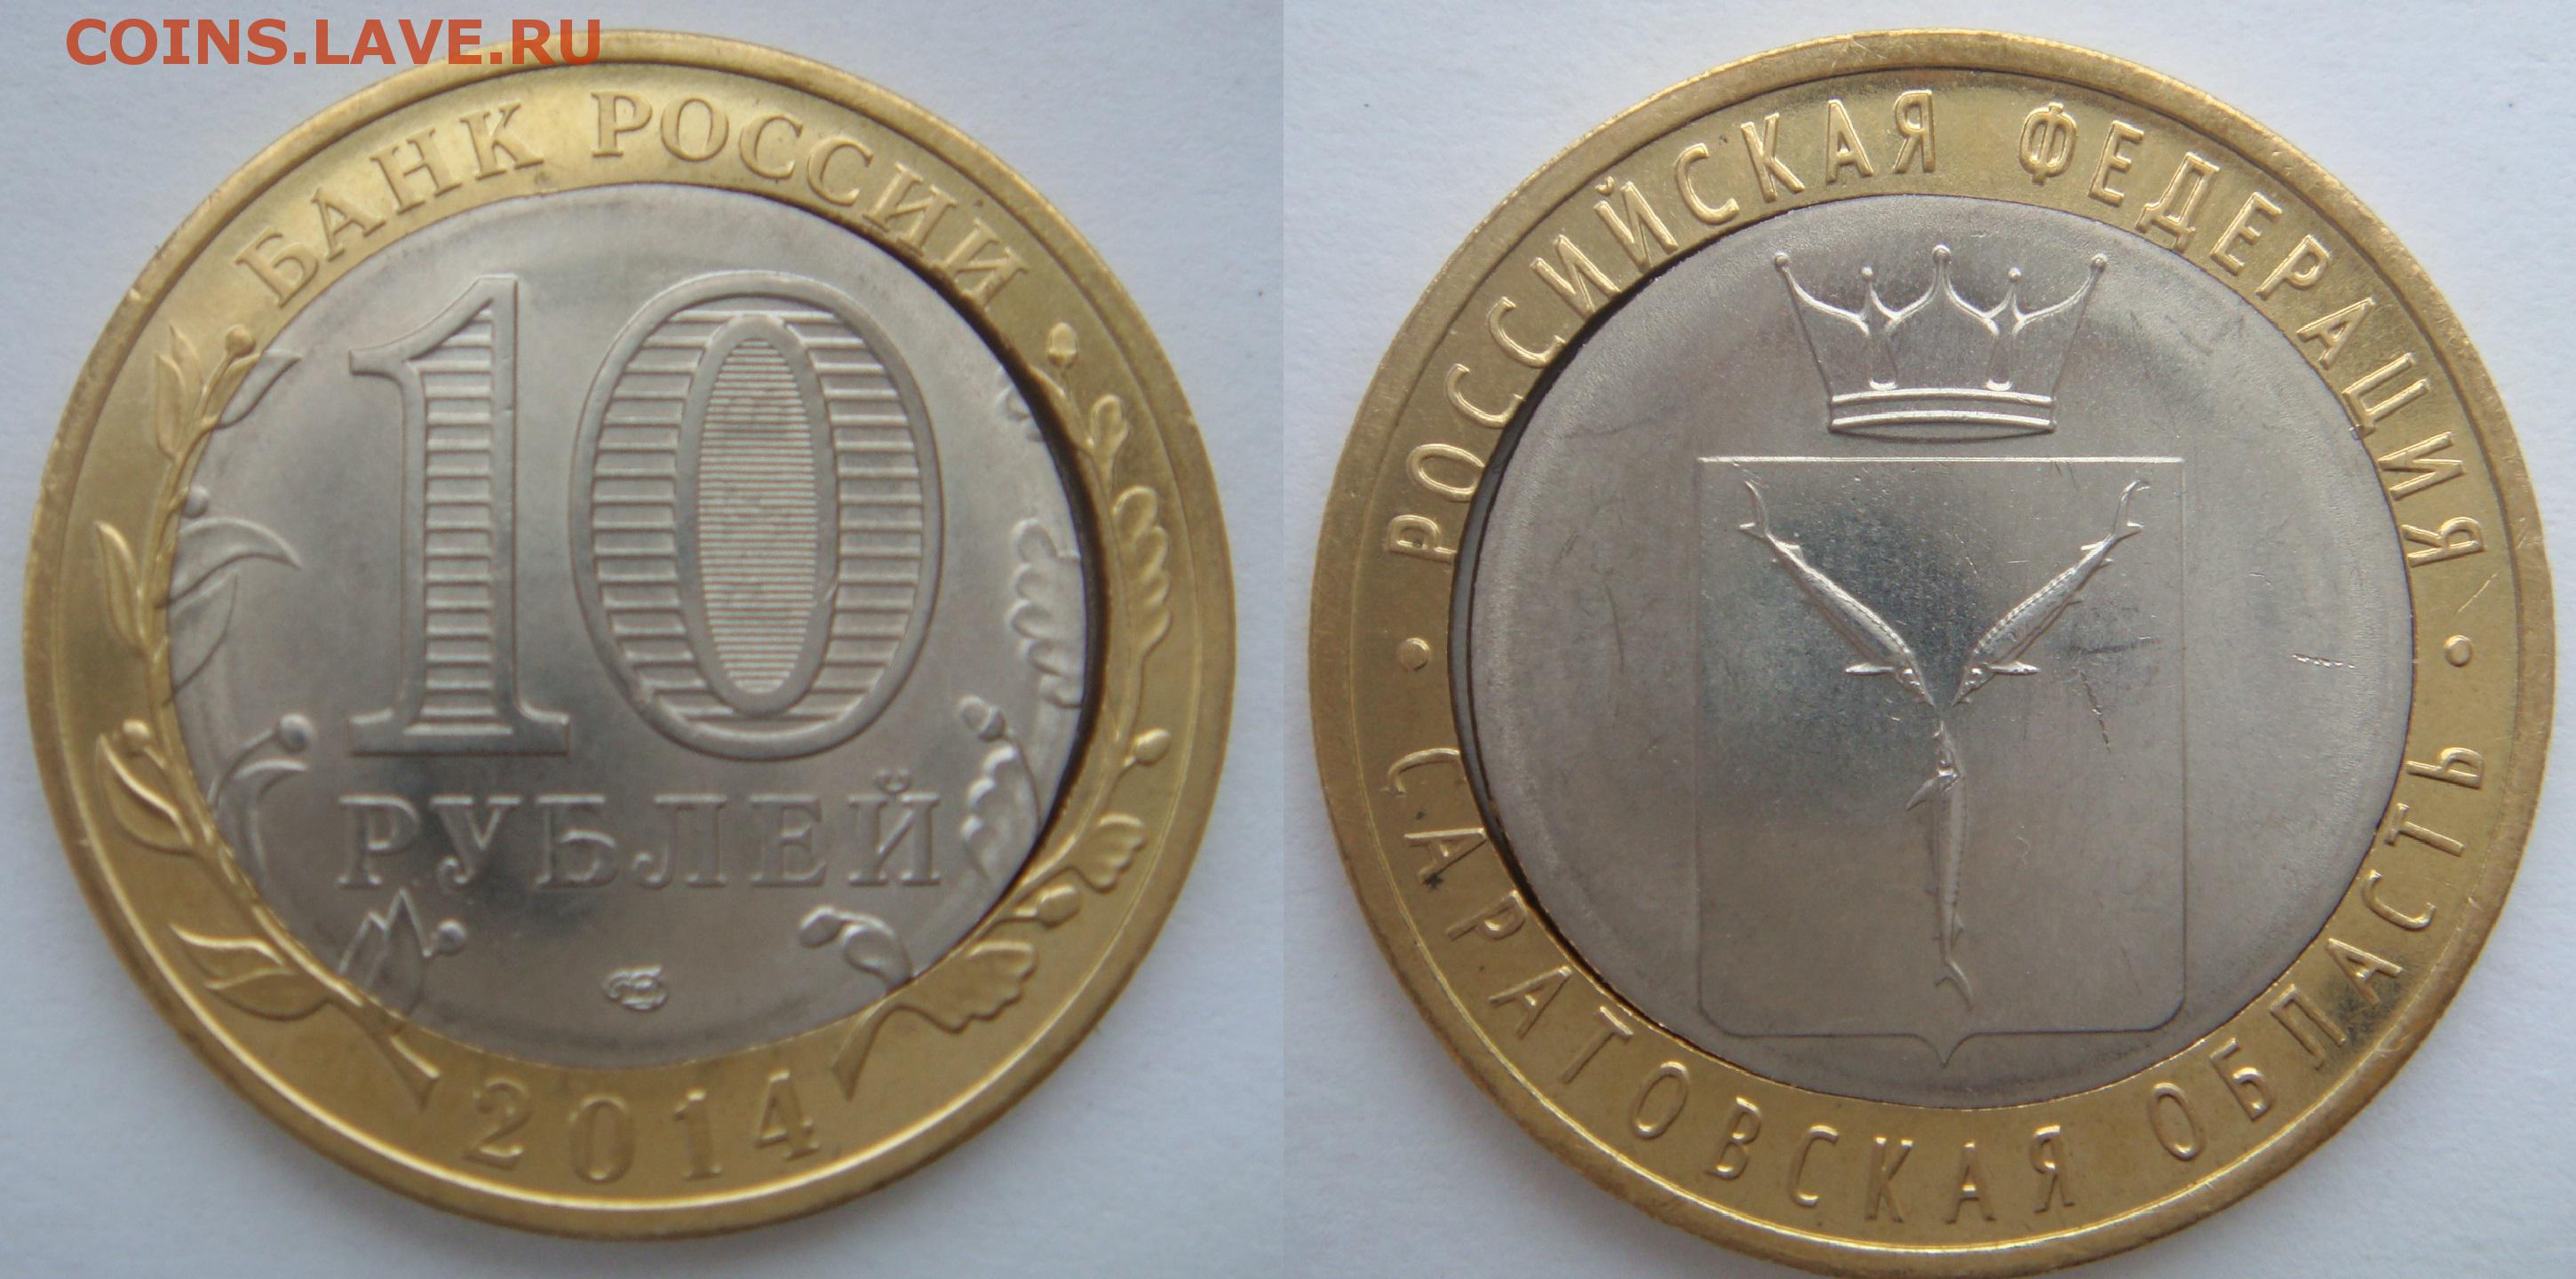 COINS.LAVE.RU
БАНК РОССИИ
10
РУБЛЕЙ
2014
РОССИЙСКАЯ ФЕДЕРАЦИЯ
• САРАТОВСКАЯ ОБЛАСТЬ •